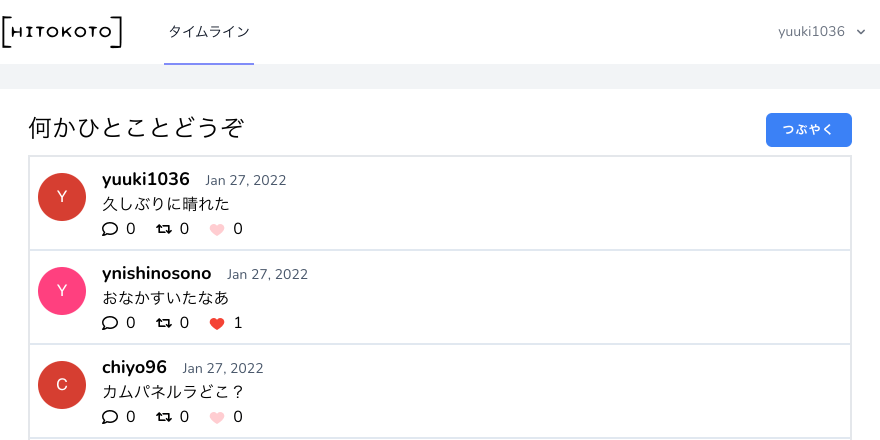 [HITOKOTO] タイムライン yuuki1036
何かひとことどうぞ つぶやく
Y yuuki1036 Jan 27, 2022
久しぶりに晴れた
0 0 0
Y ynishinosono Jan 27, 2022
おなかすいたなあ
0 0 1
C chiyo96 Jan 27, 2022
カムパネルラどこ？
0 0 0